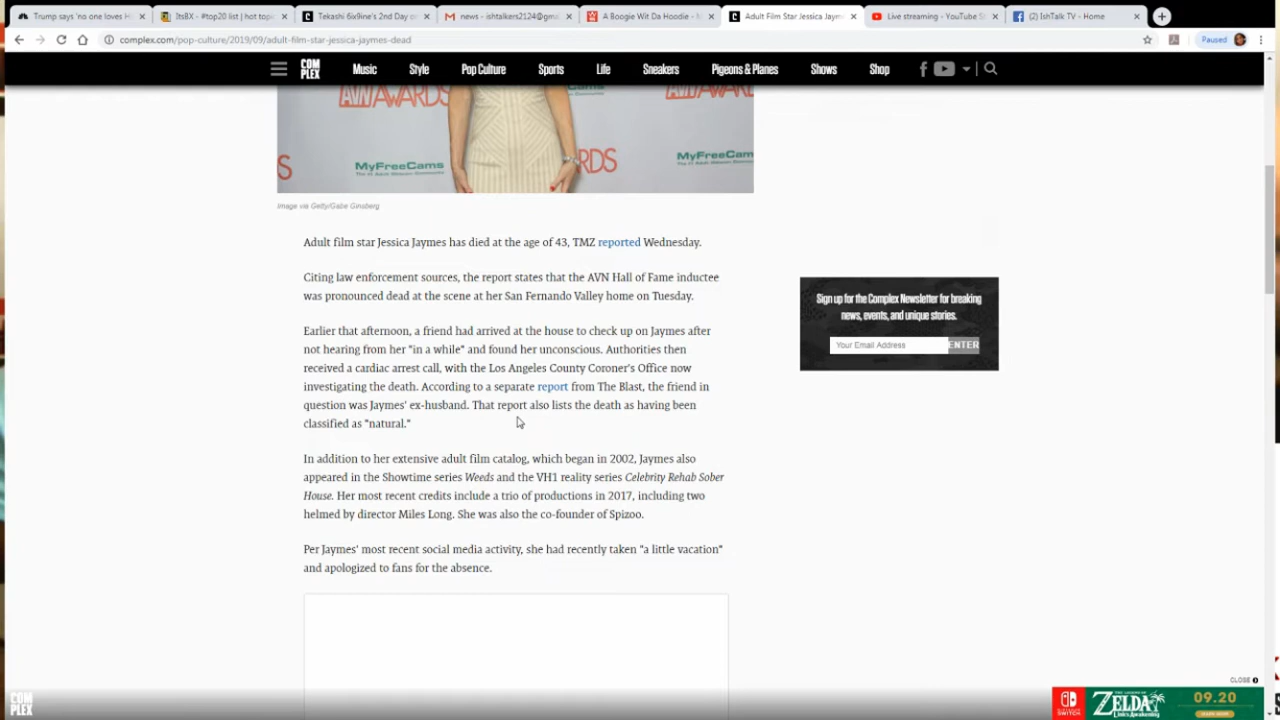 Trump says 'no one loves H
ItsBX - #top20 list | hot topi
Tekashi 6ix9ine's 2nd Day on
news - ishtalkers2124@gma
A Boogie Wit Da Hoodie -
Adult Film Star Jessica Jaym
Live streaming - YouTube S
(2) IshTalk TV - Home
complex.com/pop-culture/2019/09/adult-film-star-jessica-jaymes-dead
Paused
COM
PLEX
Music
Style
Pop Culture
Sports
Life
Sneakers
Pigeons & Planes
Shows
Shop
AWARDS
MyFreeCams
RDS
MyFreeCam
S
Image via Getty/Gabe Ginsberg
Adult film star Jessica Jaymes has died at the age of 43, TMZ reported Wednesday.
Citing law enforcement sources, the report states that the AVN Hall of Fame inductee
was pronounced dead at the scene at her San Fernando Valley home on Tuesday.
Earlier that afternoon, a friend had arrived at the house to check up on Jaymes after
not hearing from her "in a while" and found her unconscious. Authorities then
received a cardiac arrest call, with the Los Angeles County Coroner's Office now
investigating the death. According to a separate report from The Blast, the friend in
question was Jaymes' ex-husband. That report also lists the death as having been
classified as "natural."
In addition to her extensive adult film catalog, which began in 2002, Jaymes also
appeared in the Showtime series Weeds and the VH1 reality series Celebrity Rehab Sober
House. Her most recent credits include a trio of productions in 2017, including two
helmed by director Miles Long. She was also the co-founder of Spizoo.
Per Jaymes' most recent social media activity, she had recently taken "a little vacation"
and apologized to fans for the absence.
Sign up for the Complex Newsletter for breaking
news, events, and unique stories.
Your Email Address
ENTER
CLOSE
COM
PLEX
SWITCH
ZELDA
Link's Awakening
09.20